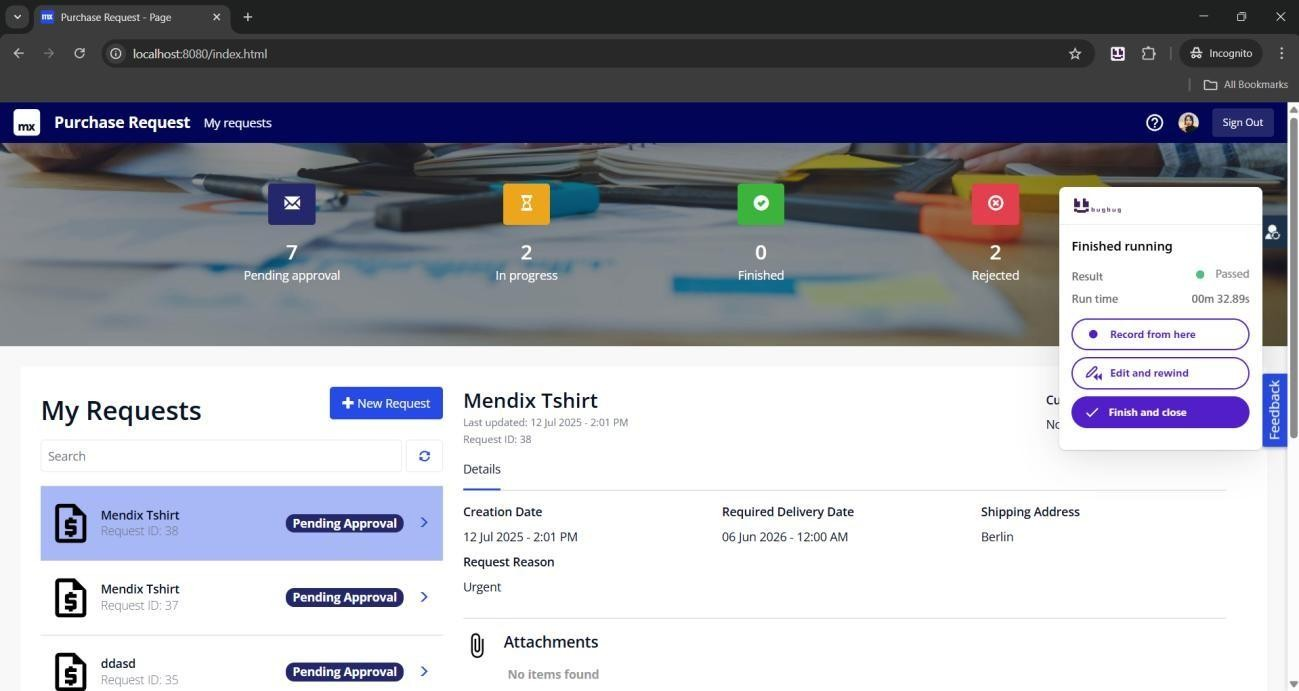 mx Purchase Request - Page
localhost:8080/index.html
Incognito
All Bookmarks
mx Purchase Request My requests
Sign Out
7
Pending approval
2
In progress
0
Finished
2
Rejected
bugbug
Finished running
Result Passed
Run time 00m 32.89s
Record from here
Edit and rewind
Finish and close
Feedback
My Requests
+ New Request
Search
Mendix Tshirt
Request ID: 38
Pending Approval
Mendix Tshirt
Request ID: 37
Pending Approval
ddasd
Request ID: 35
Pending Approval
Mendix Tshirt
Last updated: 12 Jul 2025 - 2:01 PM
Request ID: 38
Cu
No
Details
Creation Date
12 Jul 2025 - 2:01 PM
Required Delivery Date
06 Jun 2026 - 12:00 AM
Shipping Address
Berlin
Request Reason
Urgent
Attachments
No items found